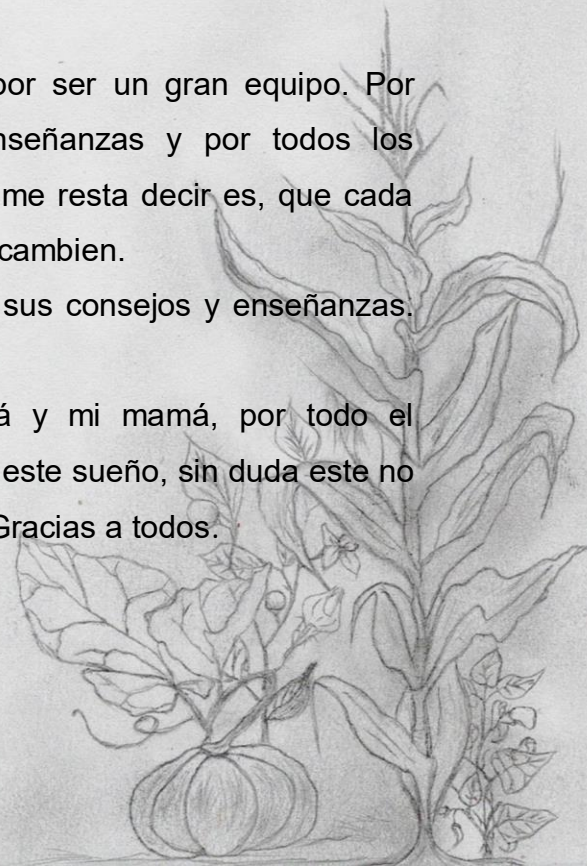 por ser un gran equipo. Por
nseñanzas y por todos los
me resta decir es, que cada
cambien.
sus consejos y enseñanzas.
á y mi mamá, por todo el
este sueño, sin duda este no
Gracias a todos.